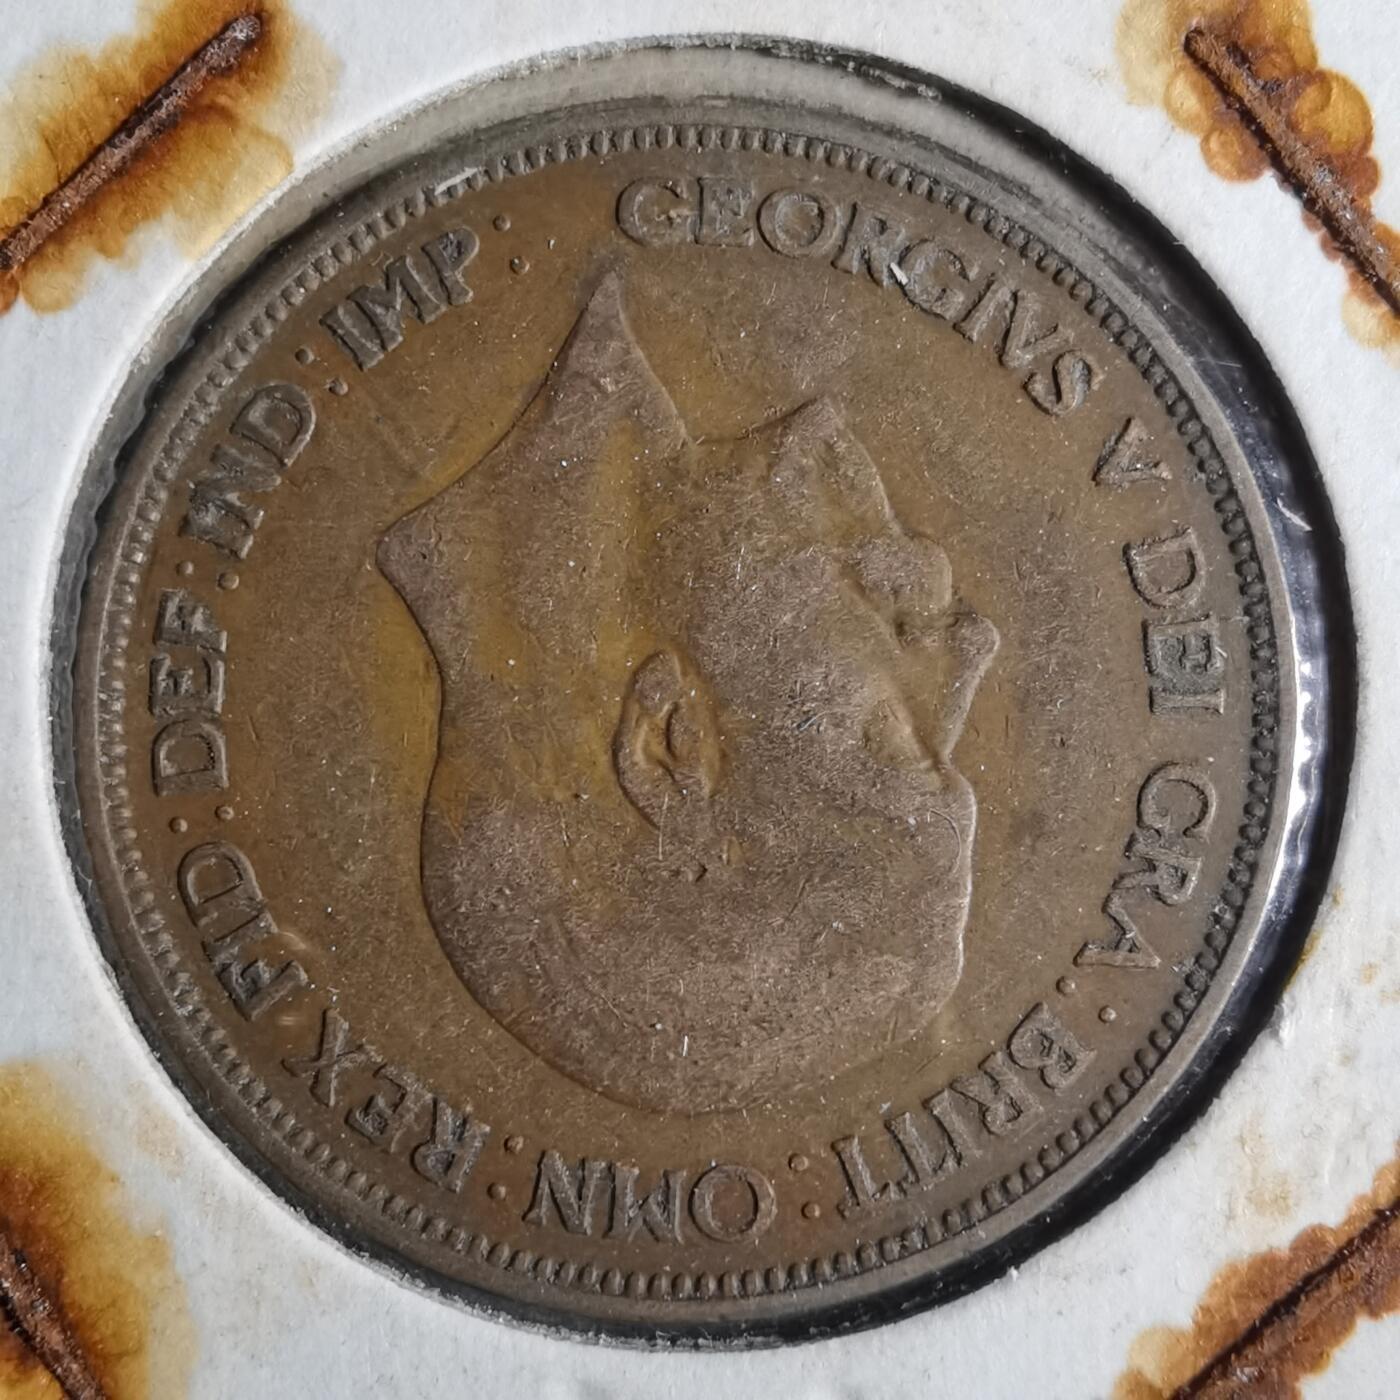 GEORGIVS V DEI GRA: BRITT: OMN: REX FID: DEF: IND: IMP: